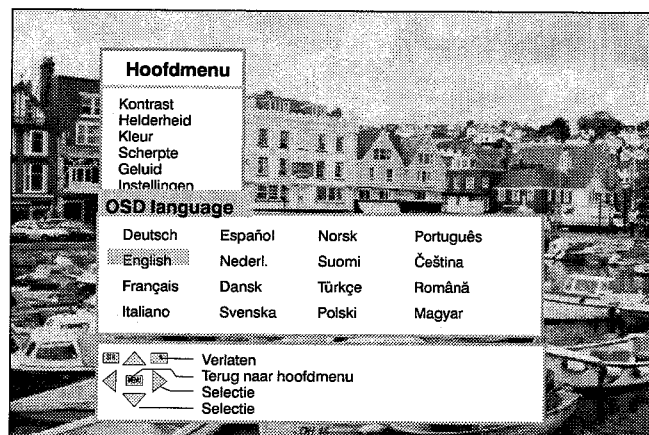 Hoofdmenu
Kontrast
Helderheid
Kleur
Scherpte
Geluid
Instellingen
OSD language
Deutsch Español Norsk Português
English Nederl. Suomi Čeština
Français Dansk Türkçe Română
Italiano Svenska Polski Magyar
Verlaten
MENU Terug naar hoofdmenu
Selectie
Selectie